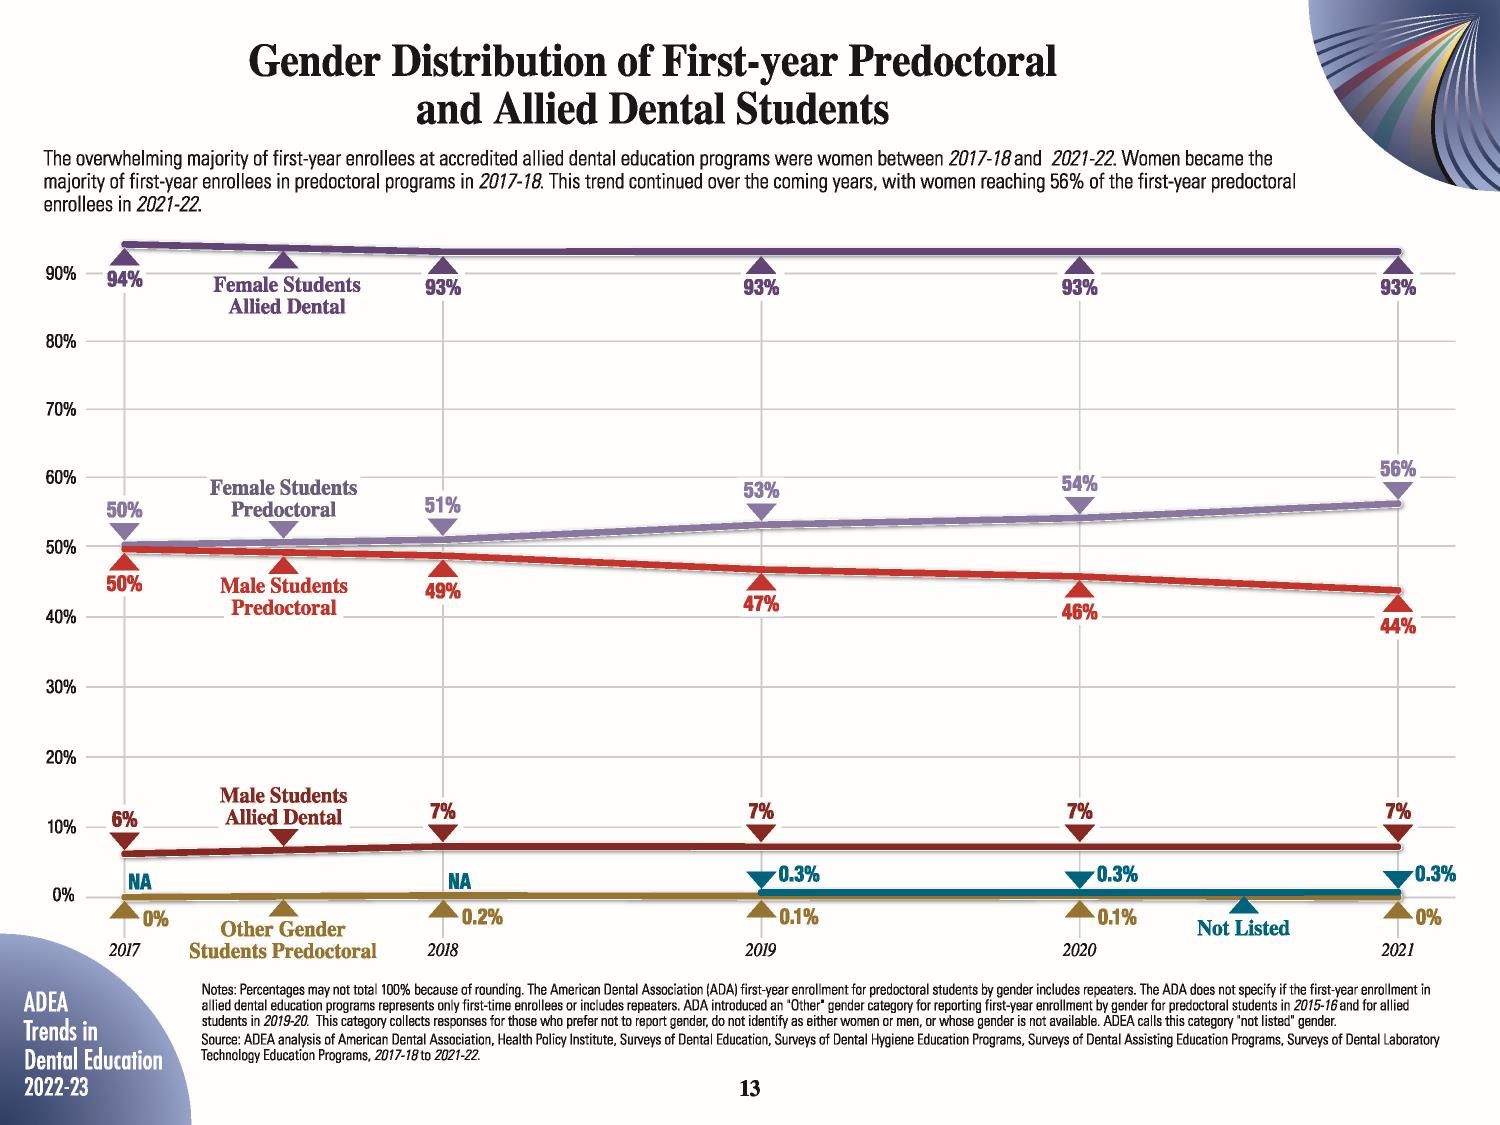 Gender Distribution of First-year Predoctoral
and Allied Dental Students
The overwhelming majority of first-year enrollees at accredited allied dental education programs were women between 2017-18 and 2021-22. Women became the
majority of first-year enrollees in predoctoral programs in 2017-18. This trend continued over the coming years, with women reaching 56% of the first-year predoctoral
enrollees in 2021-22.
90%
94%
Female Students
Allied Dental
93%
93%
93%
93%
80%
70%
60%
50%
Female Students
Predoctoral
51%
53%
54%
56%
50%
50%
Male Students
Predoctoral
49%
47%
46%
44%
40%
30%
20%
Male Students
Allied Dental
10%
6%
7%
7%
7%
7%
NA
NA
0.3%
0.3%
0.3%
0%
0%
Other Gender
Students Predoctoral
0.2%
0.1%
0.1%
Not Listed
0%
2017
2018
2019
2020
2021
Notes: Percentages may not total 100% because of rounding. The American Dental Association (ADA) first-year enrollment for predoctoral students by gender includes repeaters. The ADA does not specify if the first-year enrollment in
allied dental education programs represents only first-time enrollees or includes repeaters. ADA introduced an "Other" gender category for reporting first-year enrollment by gender for predoctoral students in 2015-16 and for allied
students in 2019-20. This category collects responses for those who prefer not to report gender, do not identify as either women or men, or whose gender is not available. ADEA calls this category "not listed" gender.
Source: ADEA analysis of American Dental Association, Health Policy Institute, Surveys of Dental Education, Surveys of Dental Hygiene Education Programs, Surveys of Dental Assisting Education Programs, Surveys of Dental Laboratory
Technology Education Programs, 2017-18 to 2021-22.
ADEA
Trends in
Dental Education
2022-23
13